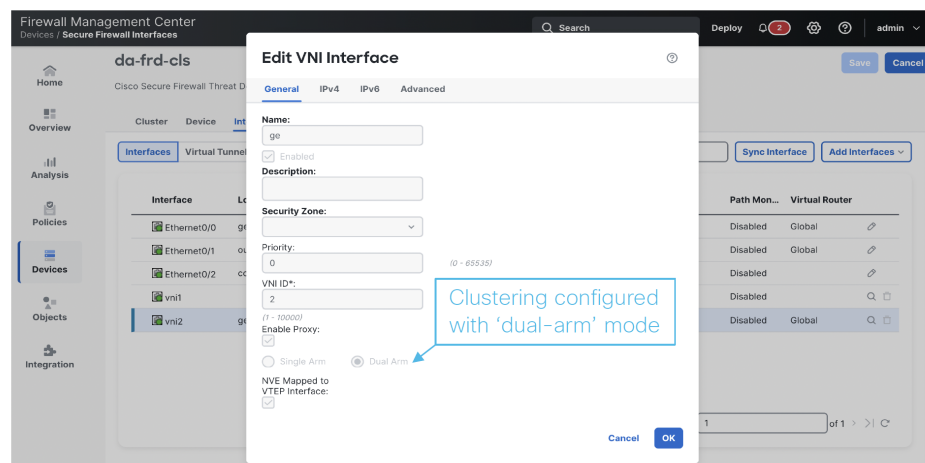 Firewall Management Center
Devices / Secure Firewall Interfaces
Search
Deploy
2
admin
Home
Overview
Analysis
Policies
Devices
Objects
Integration
da-frd-cls
Save
Cancel
Cisco Secure Firewall Threat D
Cluster Device Int
Interfaces Virtual Tunnel
Sync Interface
Add Interfaces
Interface Lo Path Mon... Virtual Router
Ethernet0/0 ge Disabled Global
Ethernet0/1 ou Disabled Global
Ethernet0/2 cc Disabled
vni1 Disabled
vni2 ge Disabled Global
1 of 1 > >| C
Edit VNI Interface
General IPv4 IPv6 Advanced
Name:
ge
Enabled
Description:
Security Zone:
Priority:
0
(0 - 65535)
VNI ID*:
2
(1 - 10000)
Enable Proxy:
Single Arm Dual Arm
NVE Mapped to
VTEP Interface:
Cancel OK
Clustering configured
with ‘dual-arm’ mode